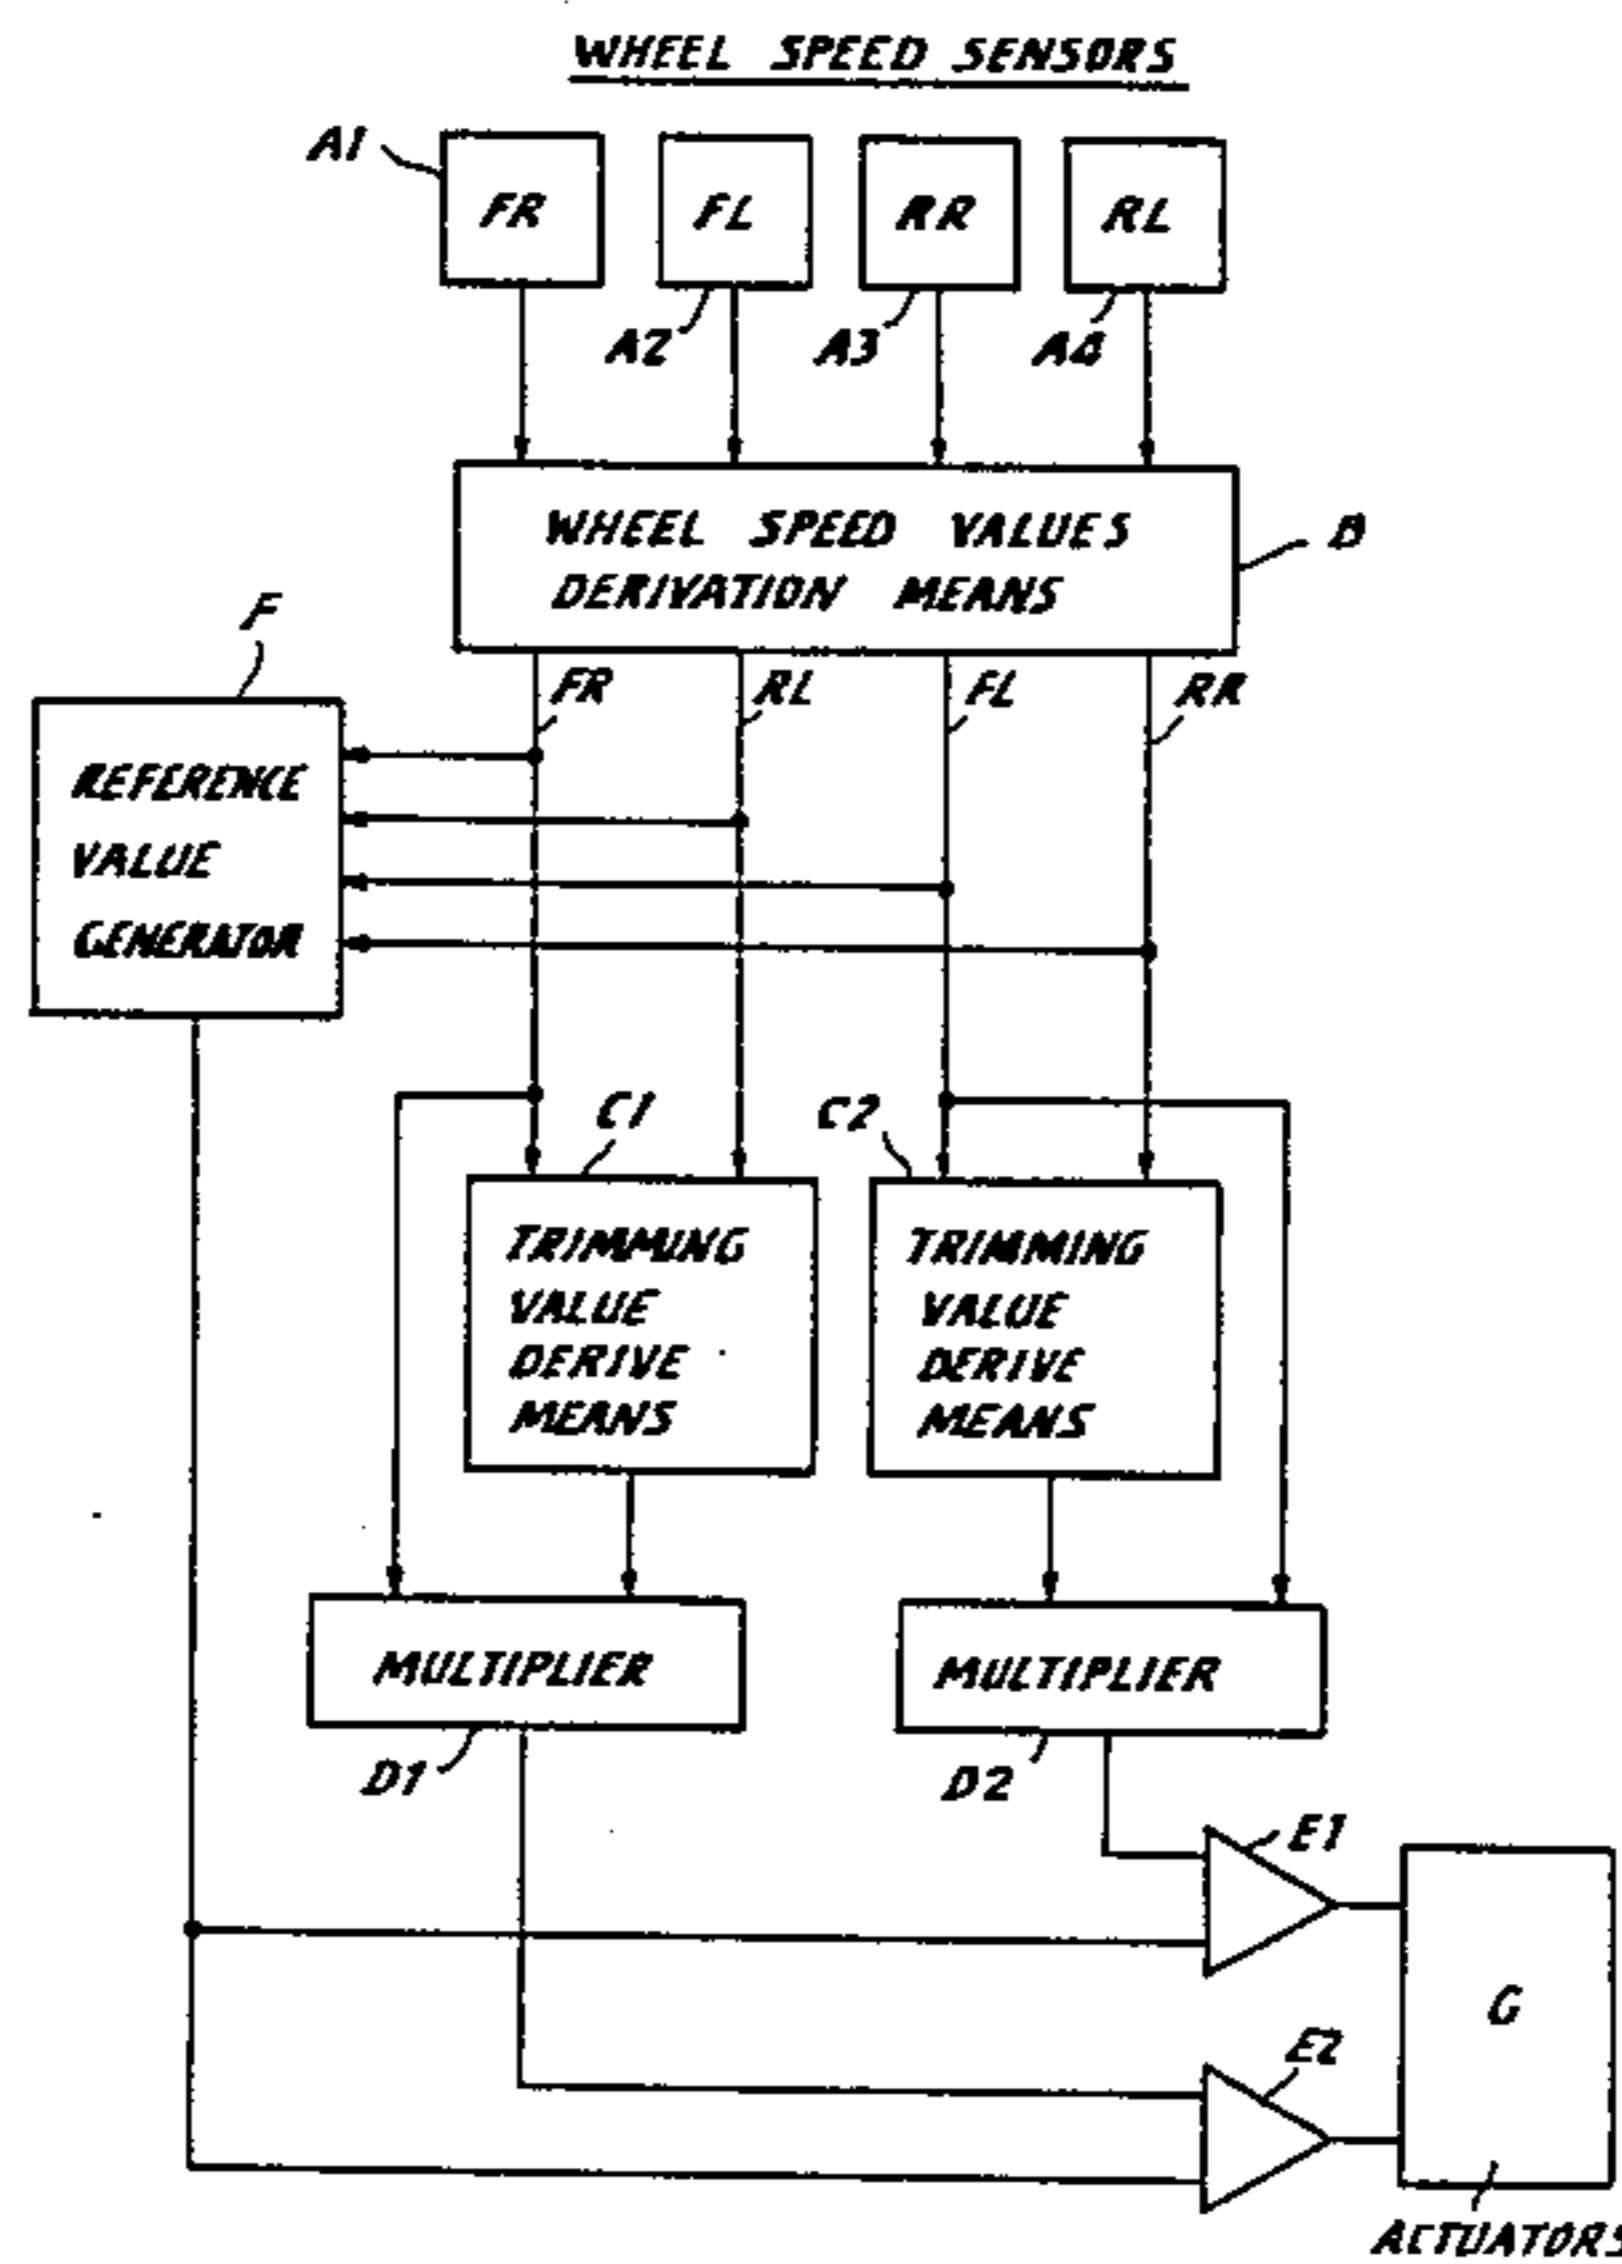 WHEEL SPEED SENSORS
A1
FR
FL
RR
RL
A2
A3
A4
WHEEL SPEED VALUES
DERIVATION MEANS
B
F
FR
RL
FL
RR
REFERENCE
VALUE
GENERATOR
C1
C2
TRIMMING
VALUE
DERIVE
MEANS
TRIMMING
VALUE
DERIVE
MEANS
MULTIPLIER
MULTIPLIER
D1
D2
E1
G
E2
ACTUATORS